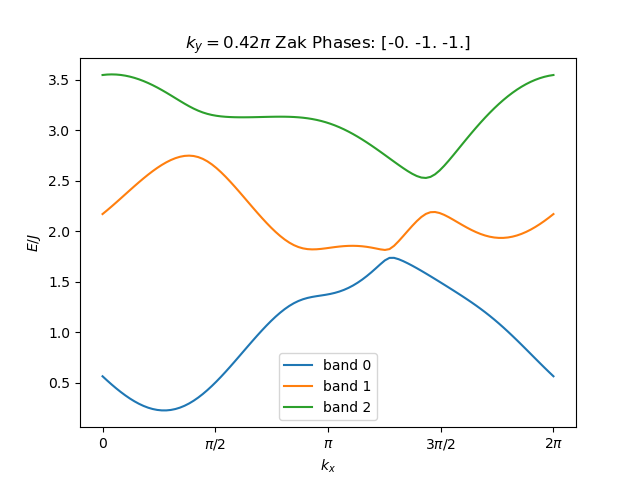 k_y = 0.42π Zak Phases: [-0. -1. -1.]
E/J
3.5
3.0
2.5
2.0
1.5
1.0
0.5
band 0
band 1
band 2
0 π/2 π 3π/2 2π
k_x